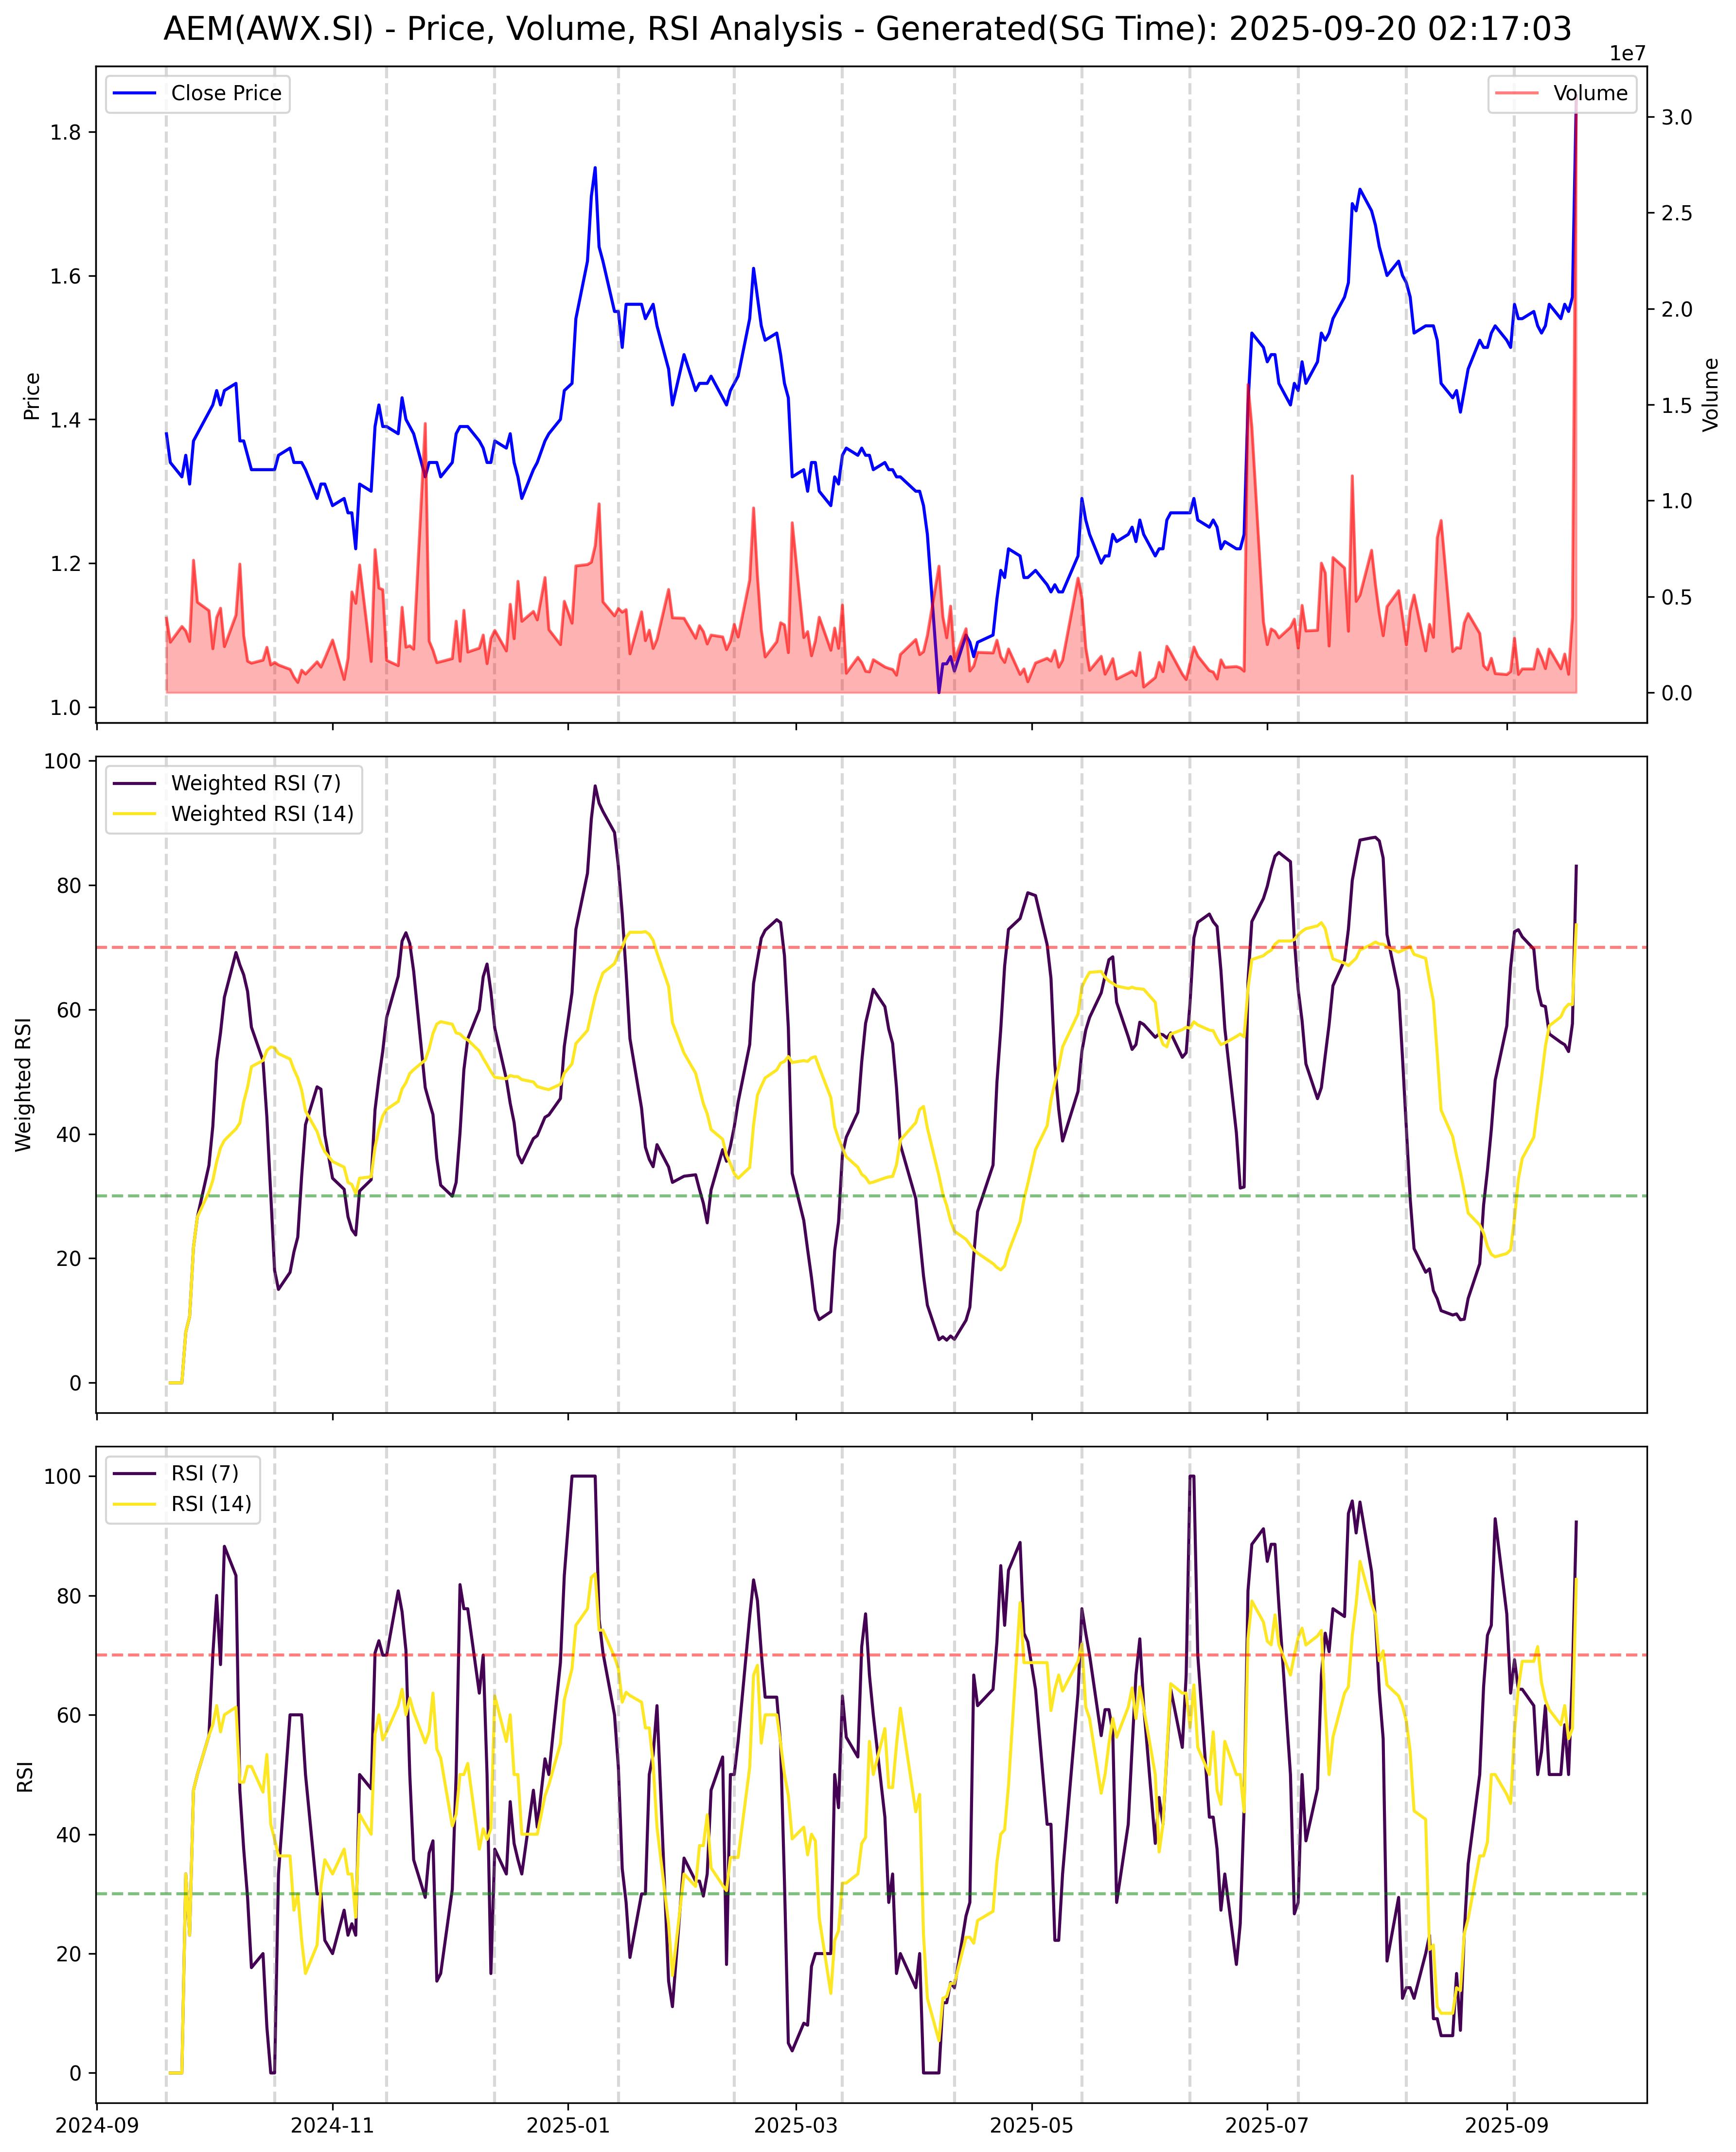 AEM(AWX.SI) - Price, Volume, RSI Analysis - Generated(SG Time): 2025-09-20 02:17:03
1e7
Close Price
Volume
1.8
1.6
1.4
1.2
1.0
Price
3.0
2.5
2.0
1.5
1.0
0.5
0.0
Volume
Weighted RSI (7)
Weighted RSI (14)
100
80
60
40
20
0
Weighted RSI
RSI (7)
RSI (14)
100
80
60
40
20
0
RSI
2024-09
2024-11
2025-01
2025-03
2025-05
2025-07
2025-09